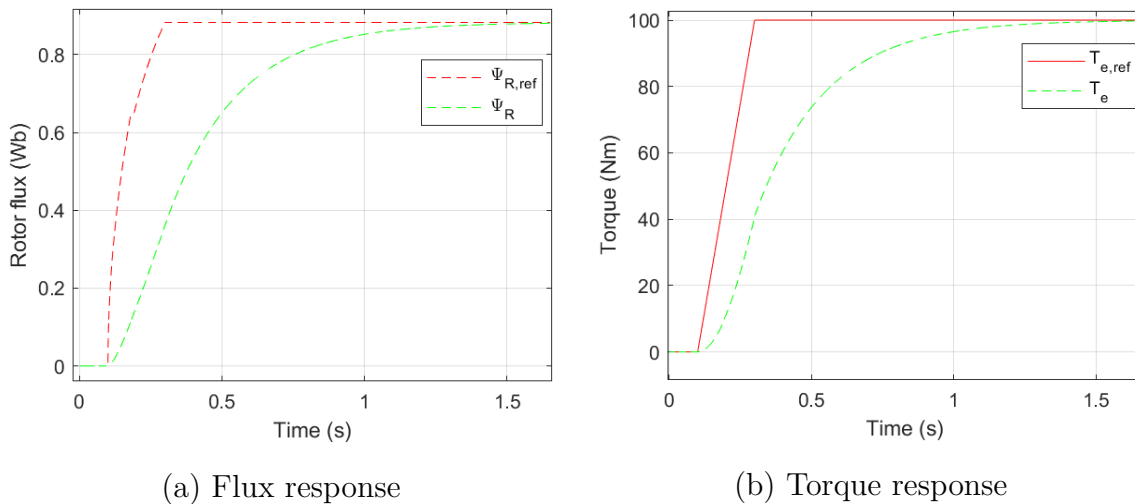 0.8
0.6
0.4
0.2
0
Rotor flux (Wb)
Ψ_R,ref
Ψ_R
0
0.5
1
1.5
Time (s)
(a) Flux response
100
80
60
40
20
0
Torque (Nm)
T_e,ref
T_e
0
0.5
1
1.5
Time (s)
(b) Torque response